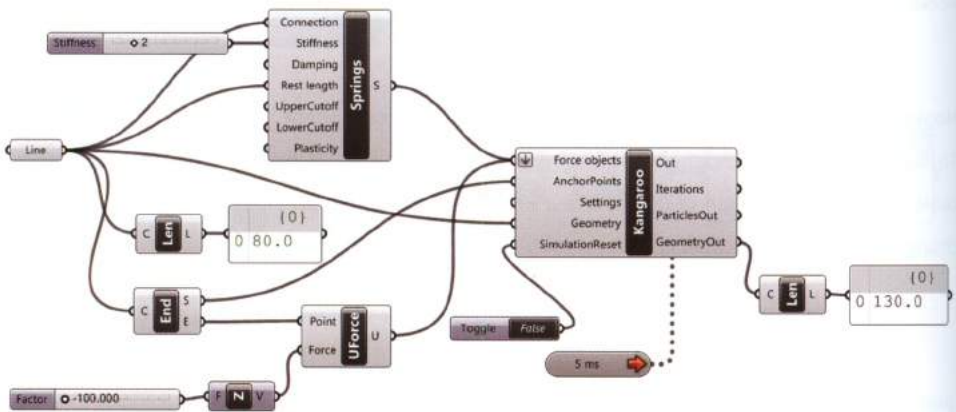 Connection
Stiffness
Damping
Rest length
UpperCutoff
LowerCutoff
Plasticity
Springs
S
Stiffness 2
Line
C Len L
{0}
0 80.0
C End S
E
Point
Force
UForce
U
Factor -100.000
F Z V
Force objects
AnchorPoints
Settings
Geometry
SimulationReset
Kangaroo
Out
Iterations
ParticlesOut
GeometryOut
Toggle False
5 ms
C Len L
{0}
0 130.0